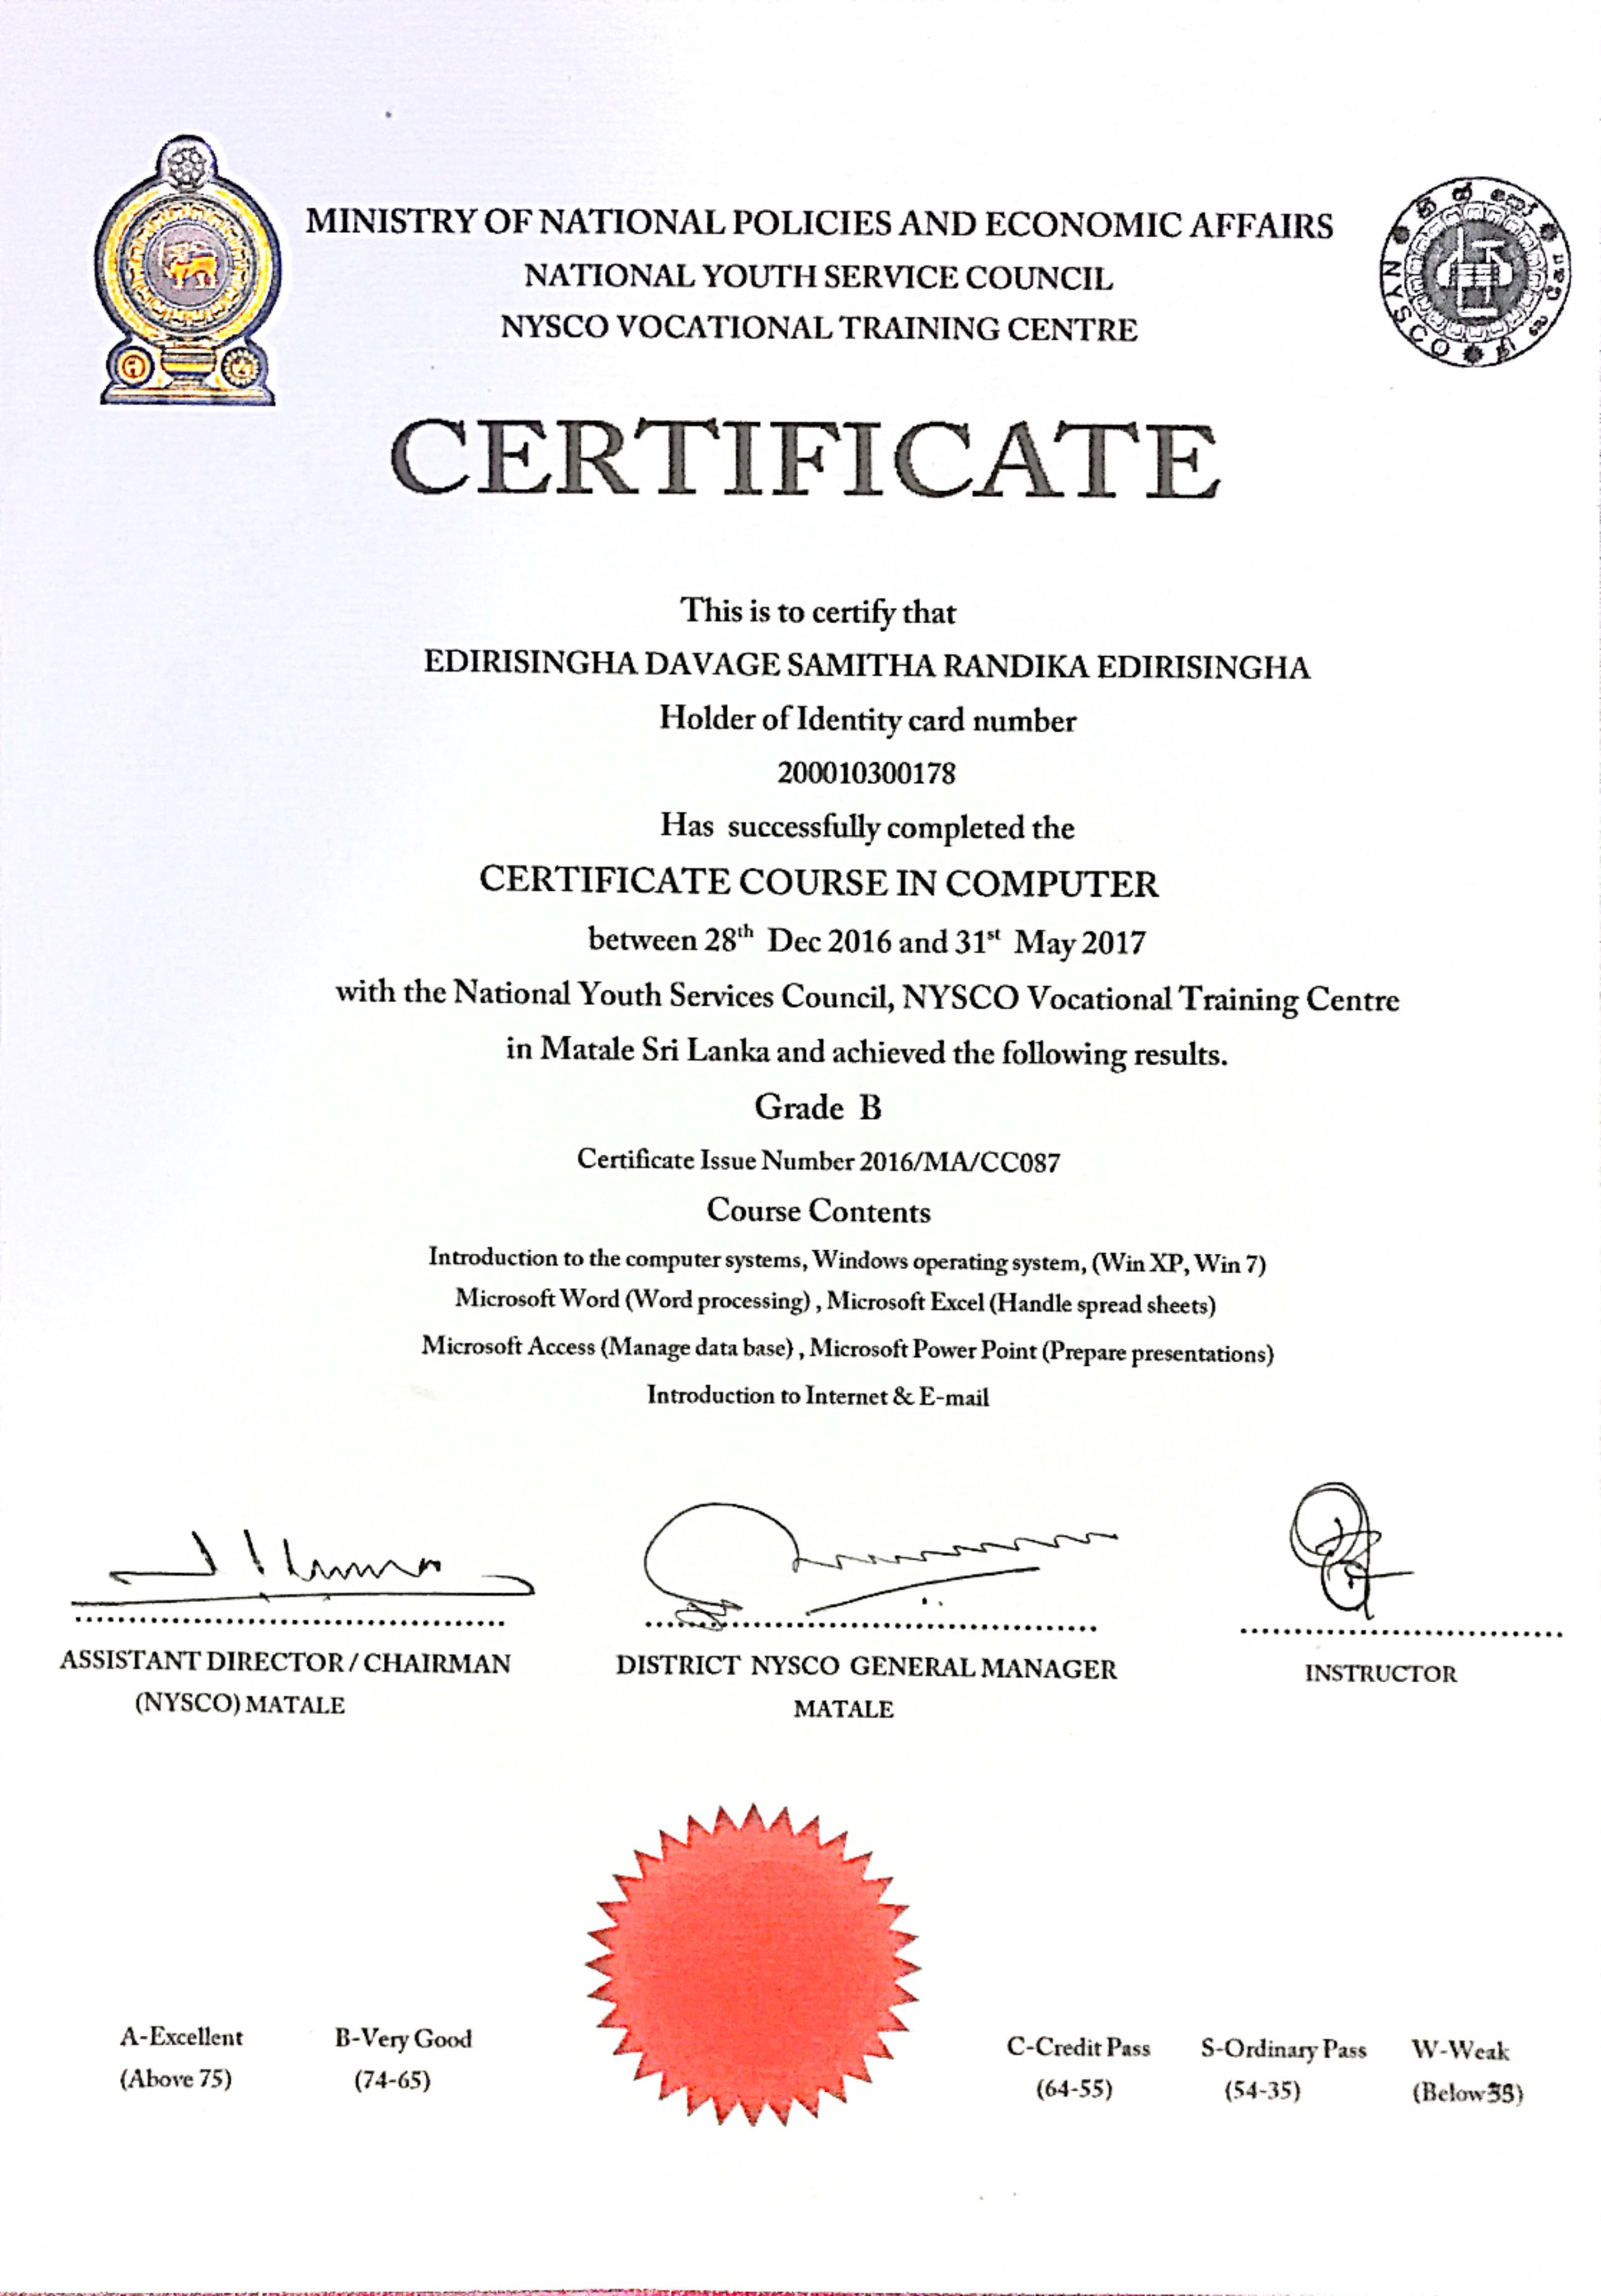 MINISTRY OF NATIONAL POLICIES AND ECONOMIC AFFAIRS
NATIONAL YOUTH SERVICE COUNCIL
NYSCO VOCATIONAL TRAINING CENTRE
NYSCO
CERTIFICATE
This is to certify that
EDIRISINGHA DAVAGE SAMITHA RANDIKA EDIRISINGHA
Holder of Identity card number
200010300178
Has successfully completed the
CERTIFICATE COURSE IN COMPUTER
between 28th Dec 2016 and 31st May 2017
with the National Youth Services Council, NYSCO Vocational Training Centre
in Matale Sri Lanka and achieved the following results.
Grade B
Certificate Issue Number 2016/MA/CC087
Course Contents
Introduction to the computer systems, Windows operating system, (Win XP, Win 7)
Microsoft Word (Word processing) , Microsoft Excel (Handle spread sheets)
Microsoft Access (Manage data base) , Microsoft Power Point (Prepare presentations)
Introduction to Internet & E-mail
ASSISTANT DIRECTOR / CHAIRMAN
(NYSCO) MATALE
DISTRICT NYSCO GENERAL MANAGER
MATALE
INSTRUCTOR
A-Excellent B-Very Good C-Credit Pass S-Ordinary Pass W-Weak
(Above 75) (74-65) (64-55) (54-35) (Below)